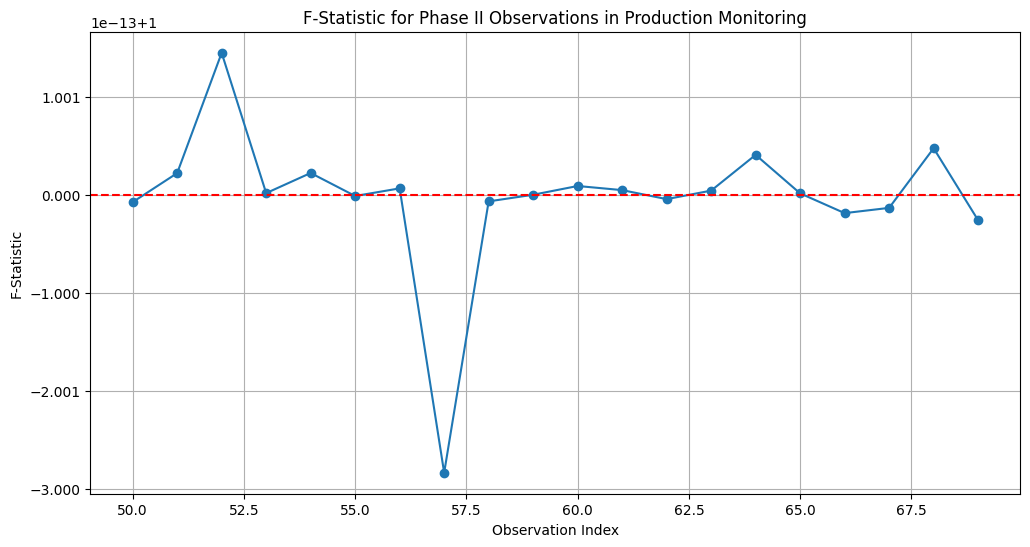 F-Statistic for Phase II Observations in Production Monitoring
1e−13+1
1.001
0.000
−1.000
−2.001
−3.000
F-Statistic
50.0 52.5 55.0 57.5 60.0 62.5 65.0 67.5
Observation Index